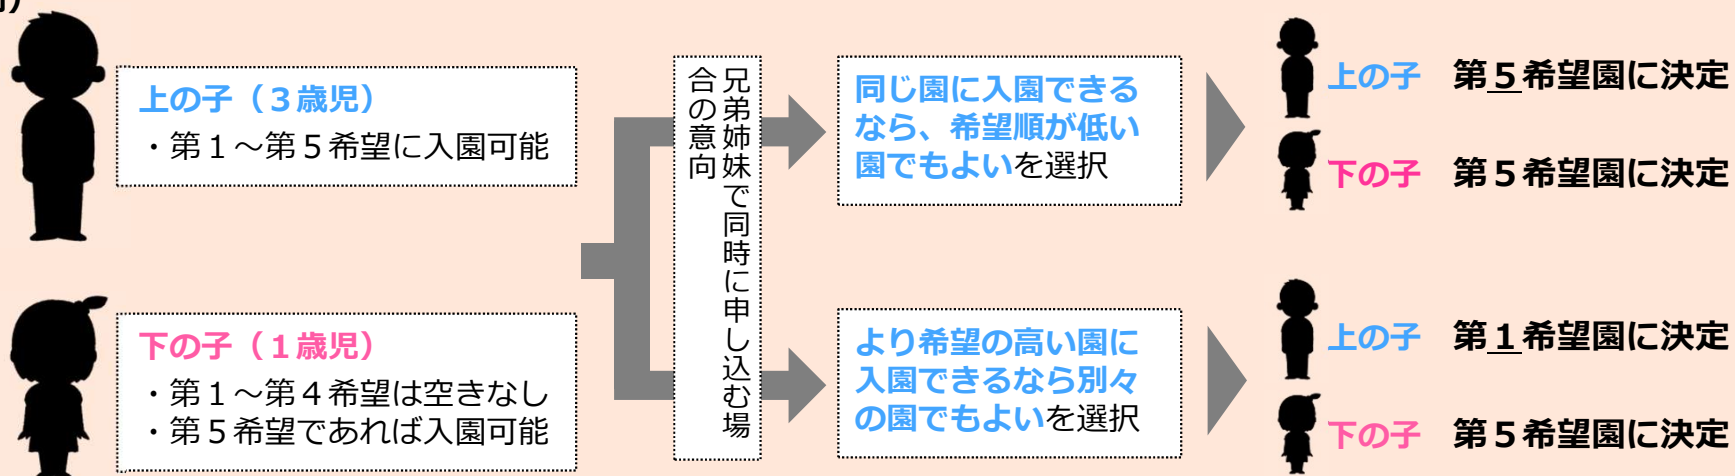 上の子（３歳児）
・第１～第５希望に入園可能
下の子（１歳児）
・第１～第４希望は空きなし
・第５希望であれば入園可能
兄弟姉妹で同時に申し込む場
合の意向
同じ園に入園できる
なら、希望順が低い
園でもよいを選択
より希望の高い園に
入園できるなら別々
の園でもよいを選択
上の子　第５希望園に決定
下の子　第５希望園に決定
上の子　第１希望園に決定
下の子　第５希望園に決定